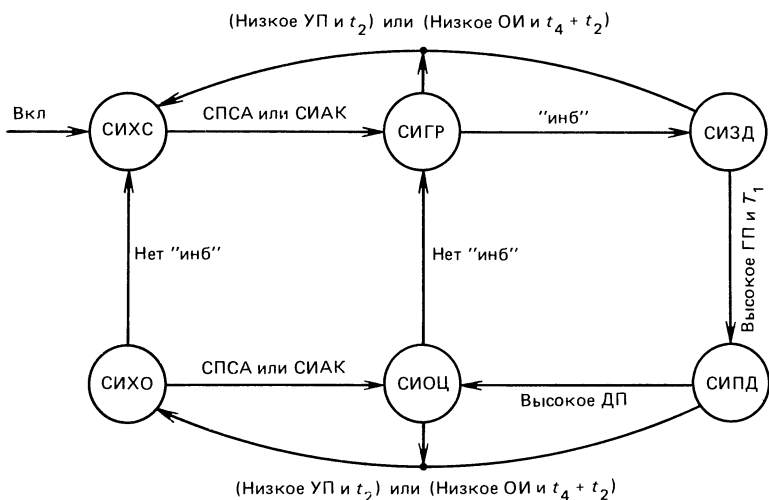 (Низкое УП и t₂) или (Низкое ОИ и t₄ + t₂)
Вкл
СИХС
СПСА или СИАК
СИГР
"инб"
СИЗД
Высокое ГП и T₁
Нет "инб"
Нет "инб"
СИХО
СПСА или СИАК
СИОЦ
Высокое ДП
СИПД
(Низкое УП и t₂) или (Низкое ОИ и t₄ + t₂)